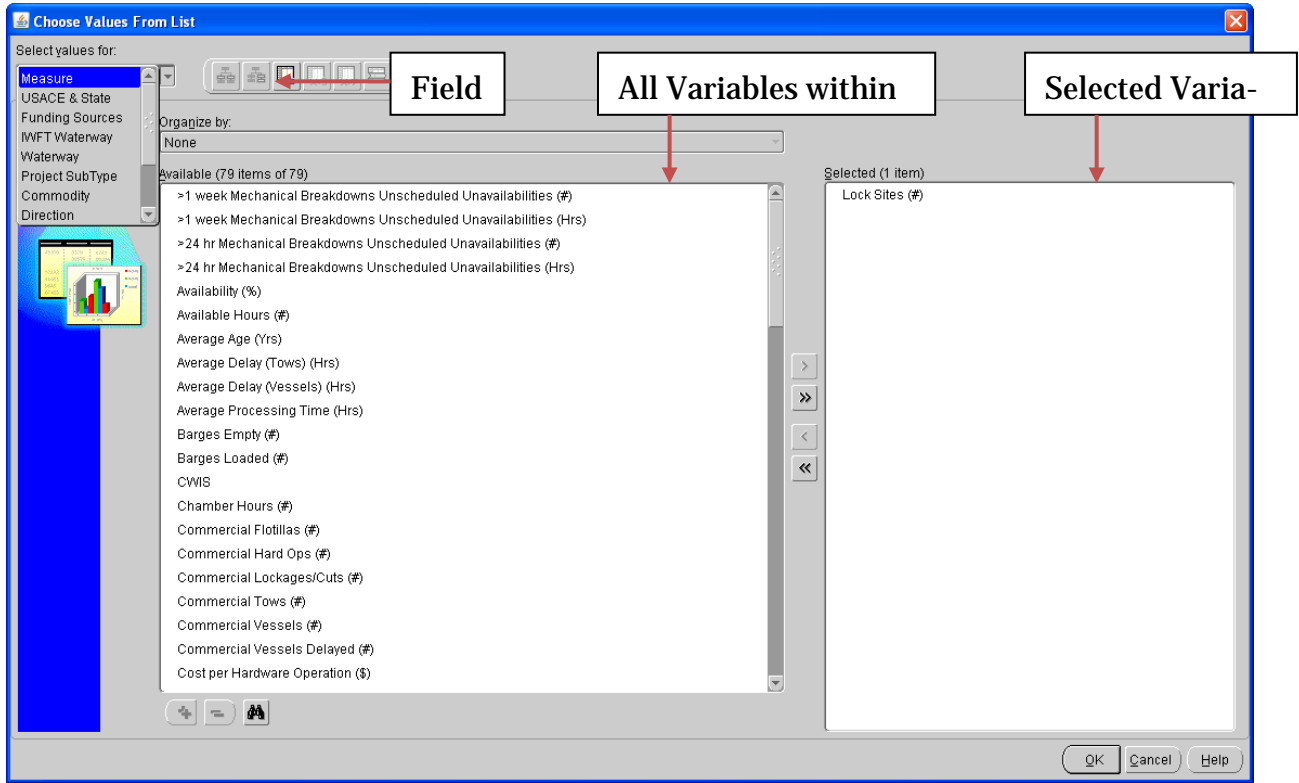 Choose Values From List
Select values for:
Measure
USACE & State
Funding Sources
IWFT Waterway
Waterway
Project SubType
Commodity
Direction
Field
All Variables within
Selected Varia-
Organize by:
None
Available (79 items of 79)
>1 week Mechanical Breakdowns Unscheduled Unavailabilities (#)
>1 week Mechanical Breakdowns Unscheduled Unavailabilities (Hrs)
>24 hr Mechanical Breakdowns Unscheduled Unavailabilities (#)
>24 hr Mechanical Breakdowns Unscheduled Unavailabilities (Hrs)
Availability (%)
Available Hours (#)
Average Age (Yrs)
Average Delay (Tows) (Hrs)
Average Delay (Vessels) (Hrs)
Average Processing Time (Hrs)
Barges Empty (#)
Barges Loaded (#)
CWIS
Chamber Hours (#)
Commercial Flotillas (#)
Commercial Hard Ops (#)
Commercial Lockages/Cuts (#)
Commercial Tows (#)
Commercial Vessels (#)
Commercial Vessels Delayed (#)
Cost per Hardware Operation ($)
>
>>
<
<<
Selected (1 item)
Lock Sites (#)
OK
Cancel
Help